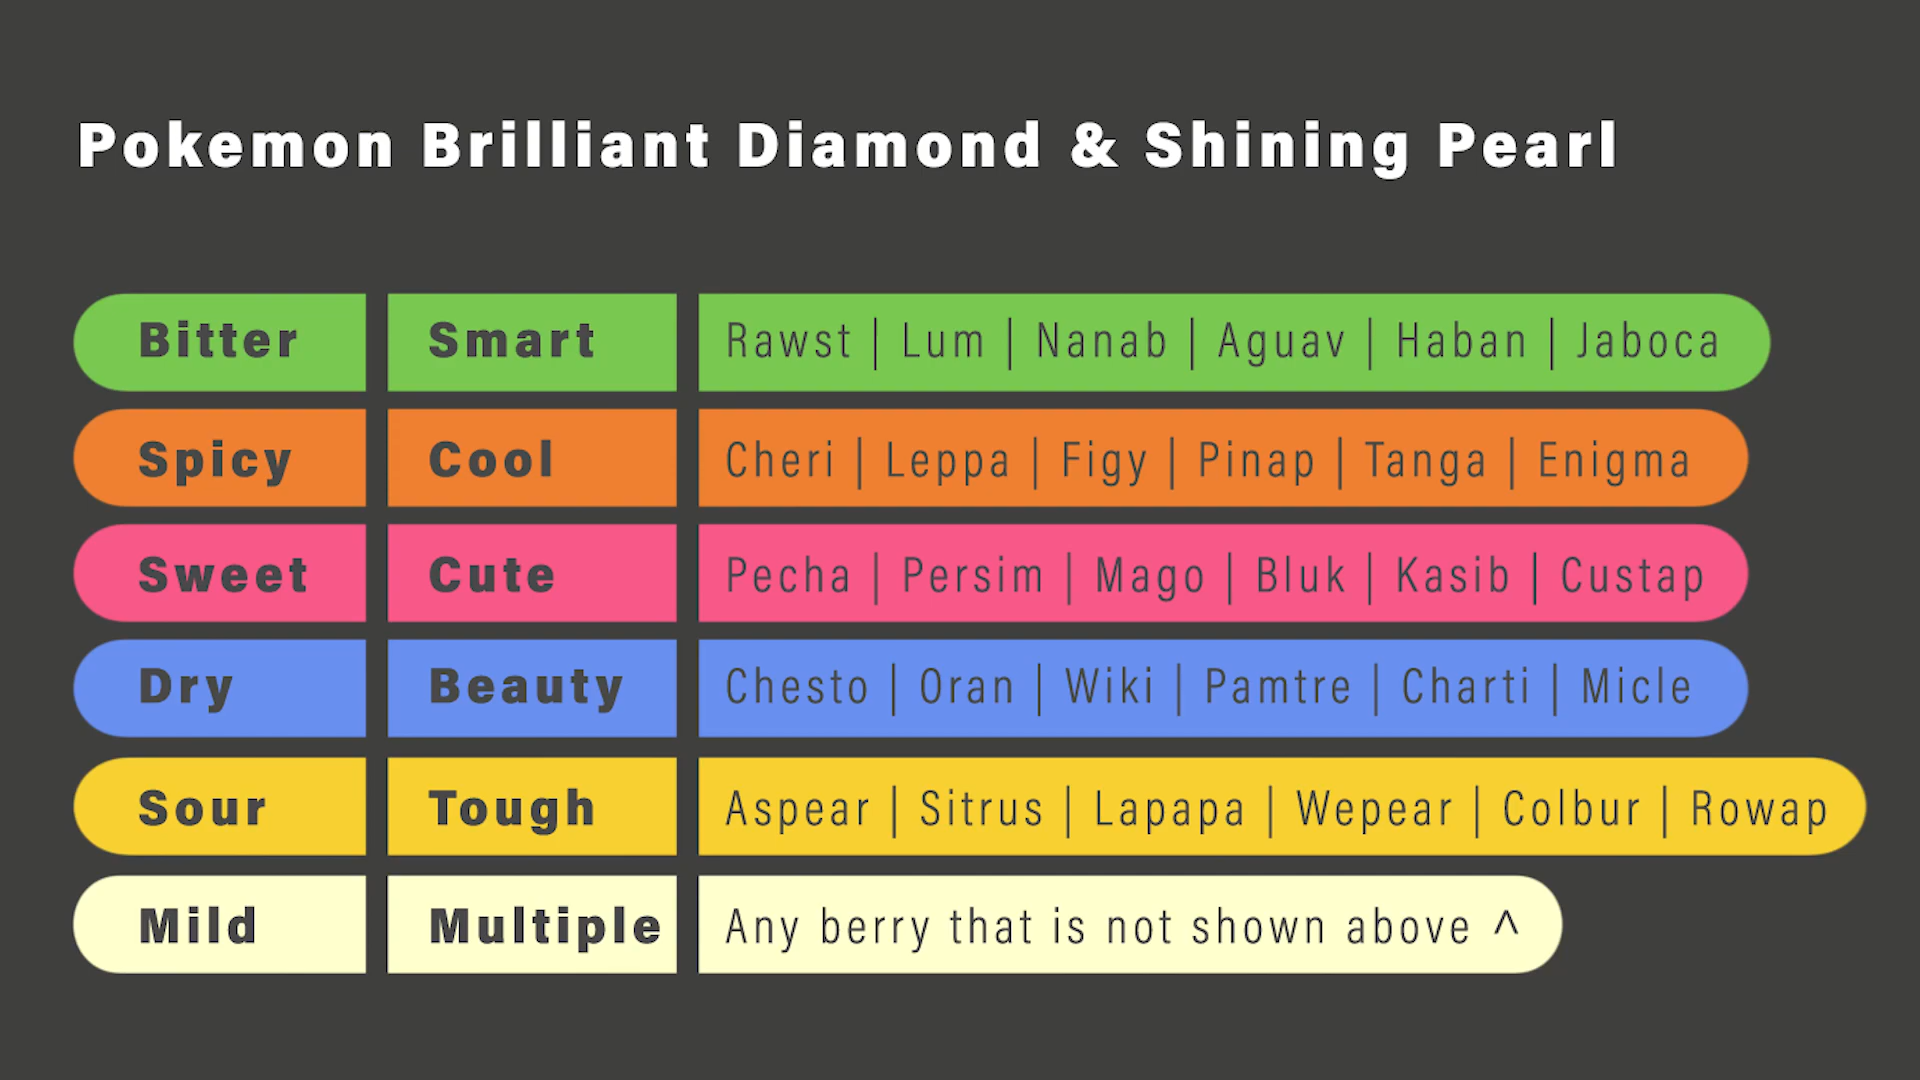 Pokemon Brilliant Diamond & Shining Pearl
Bitter Smart Rawst | Lum | Nanab | Aguav | Haban | Jaboca
Spicy Cool Cheri | Leppa | Figy | Pinap | Tanga | Enigma
Sweet Cute Pecha | Persim | Mago | Bluk | Kasib | Custap
Dry Beauty Chesto | Oran | Wiki | Pamtre | Charti | Micle
Sour Tough Aspear | Sitrus | Lapapa | Wepear | Colbur | Rowap
Mild Multiple Any berry that is not shown above ^